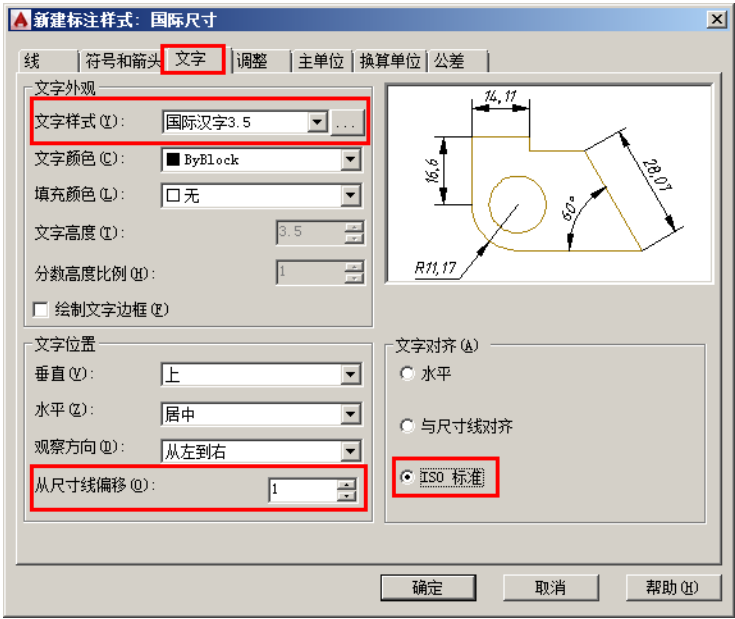 新建标注样式: 国际尺寸
线 符号和箭头 文字 调整 主单位 换算单位 公差
文字外观
文字样式(Y): 国际汉字3.5 ...
文字颜色(C): ByBlock
填充颜色(L): 无
文字高度(T): 3.5
分数高度比例(H): 1
绘制文字边框(F)
14,11
16,6
28,07
60°
R11,17
文字位置
垂直(V): 上
水平(Z): 居中
观察方向(D): 从左到右
从尺寸线偏移(O): 1
文字对齐(A)
水平
与尺寸线对齐
ISO 标准
确定 取消 帮助(H)